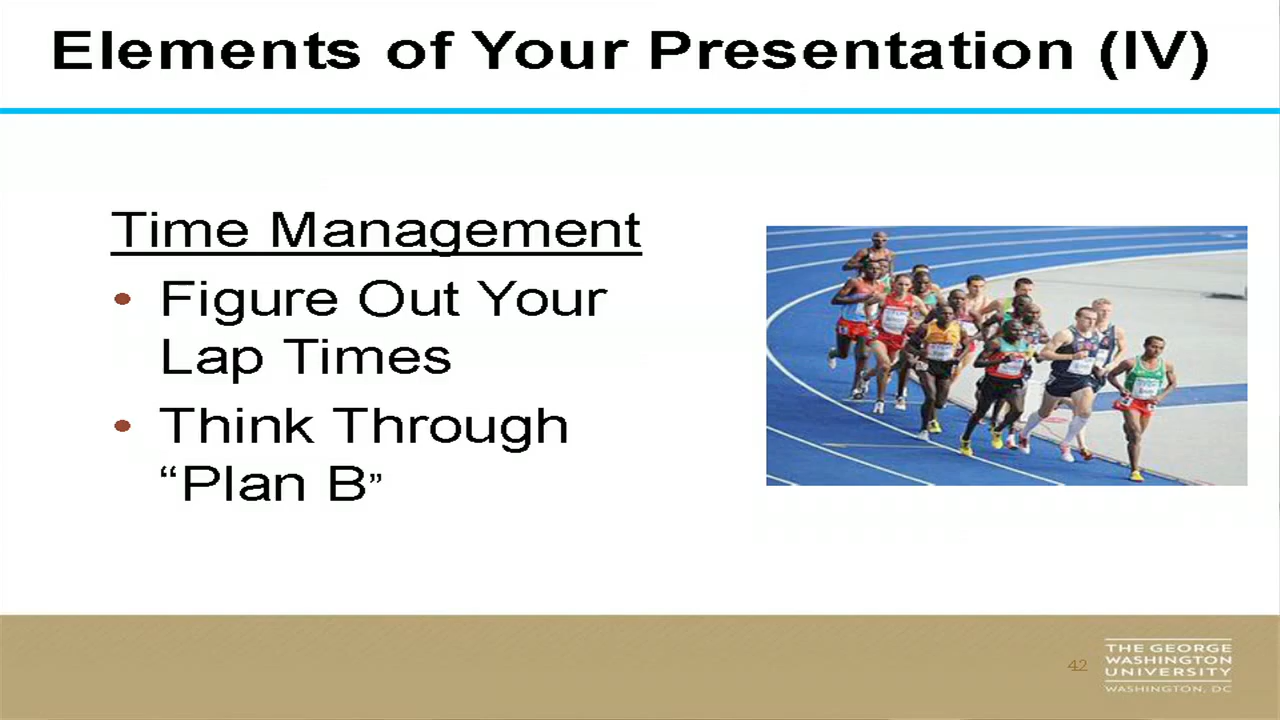 Elements of Your Presentation (IV)
Time Management
• Figure Out Your
Lap Times
• Think Through
“Plan B”
42
THE GEORGE
WASHINGTON
UNIVERSITY
WASHINGTON, DC